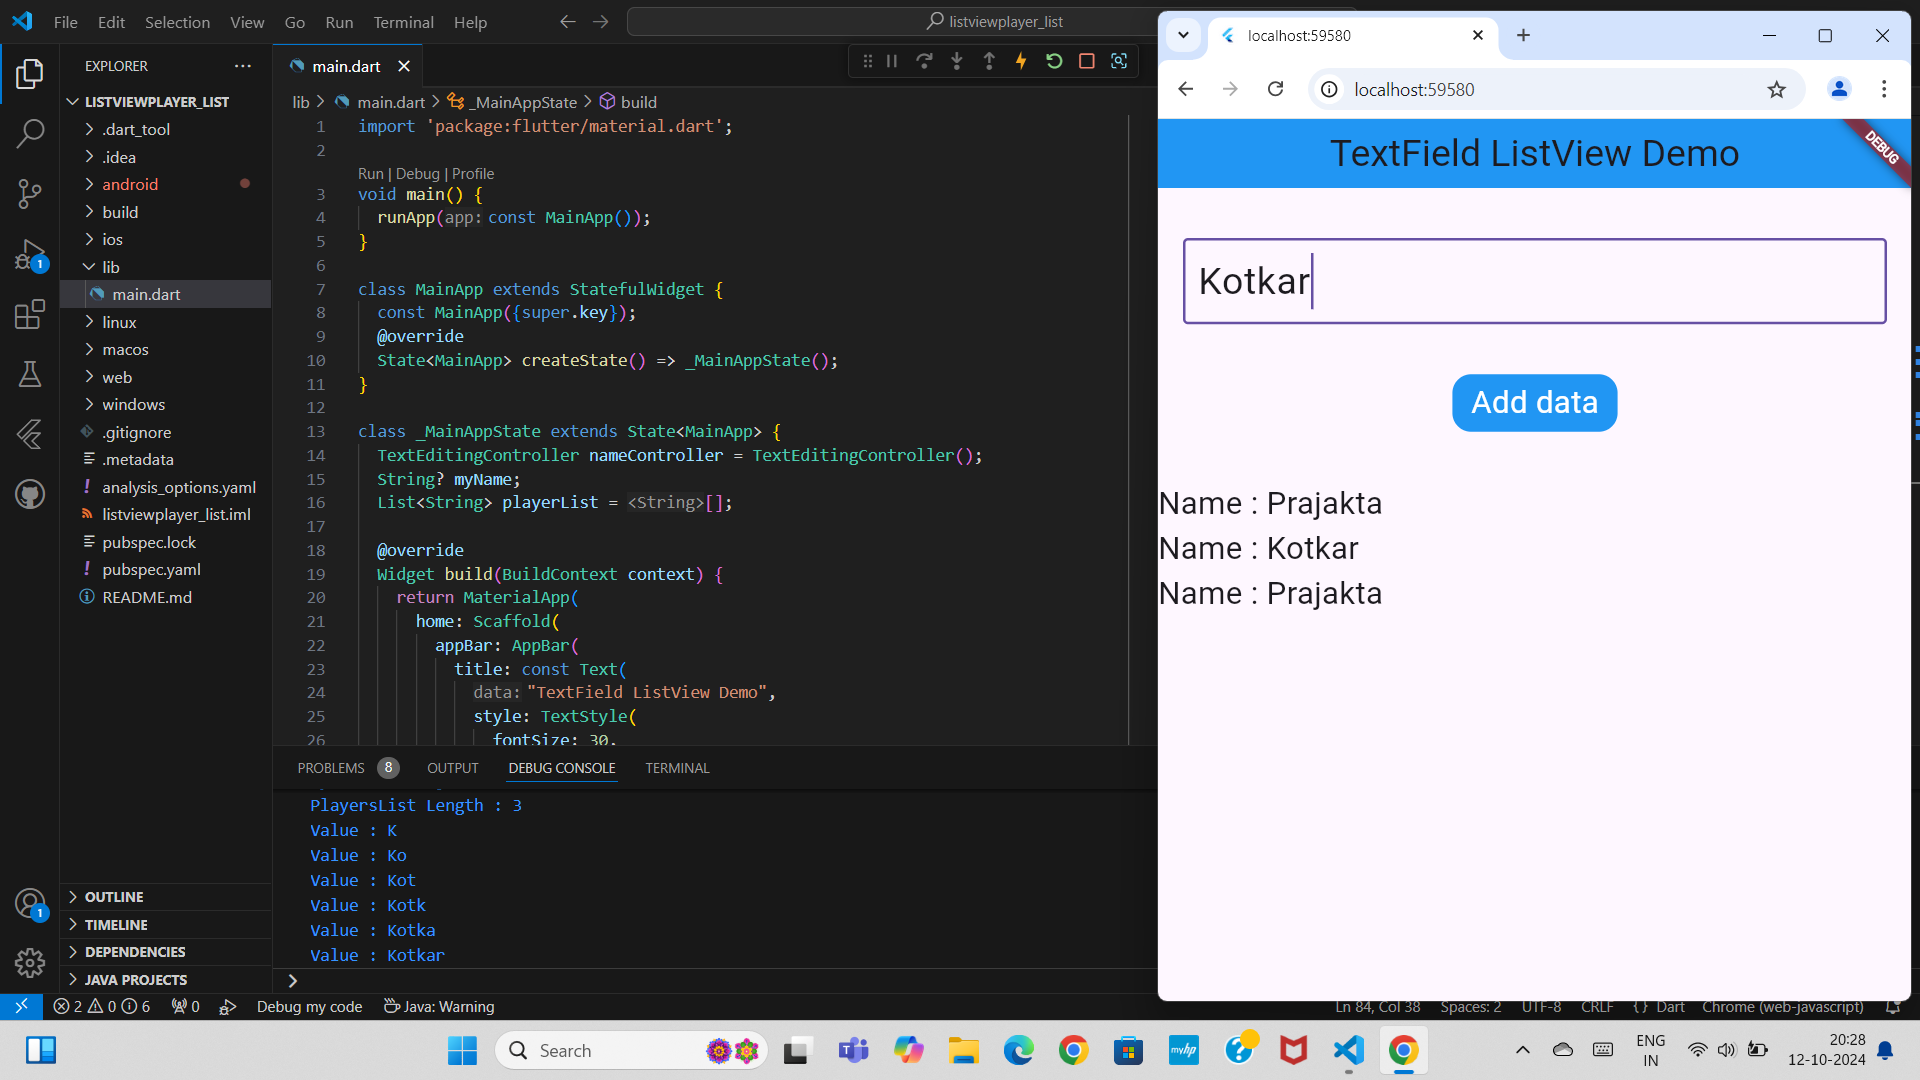 File Edit Selection View Go Run Terminal Help
listviewplayer_list
EXPLORER
LISTVIEWPLAYER_LIST
.dart_tool
.idea
android
build
ios
lib
main.dart
linux
macos
web
windows
.gitignore
.metadata
analysis_options.yaml
listviewplayer_list.iml
pubspec.lock
pubspec.yaml
README.md
OUTLINE
TIMELINE
DEPENDENCIES
JAVA PROJECTS
main.dart
lib > main.dart > _MainAppState > build
1 import 'package:flutter/material.dart';
2
Run | Debug | Profile
3 void main() {
4 runApp(app: const MainApp());
5 }
6
7 class MainApp extends StatefulWidget {
8 const MainApp({super.key});
9 @override
10 State<MainApp> createState() => _MainAppState();
11 }
12
13 class _MainAppState extends State<MainApp> {
14 TextEditingController nameController = TextEditingController();
15 String? myName;
16 List<String> playerList = <String>[];
17
18 @override
19 Widget build(BuildContext context) {
20 return MaterialApp(
21 home: Scaffold(
22 appBar: AppBar(
23 title: const Text(
24 data: "TextField ListView Demo",
25 style: TextStyle(
26 fontSize: 30,
PROBLEMS 8 OUTPUT DEBUG CONSOLE TERMINAL
PlayersList Length : 3
Value : K
Value : Ko
Value : Kot
Value : Kotk
Value : Kotka
Value : Kotkar
localhost:59580
localhost:59580
TextField ListView Demo
DEBUG
Kotkar
Add data
Name : Prajakta
Name : Kotkar
Name : Prajakta
1
1
2 0 6 0 Debug my code Java: Warning
Ln 84, Col 38 Spaces: 2 UTF-8 CRLF {} Dart Chrome (web-javascript)
Search
myhp
ENG
IN
20:28
12-10-2024